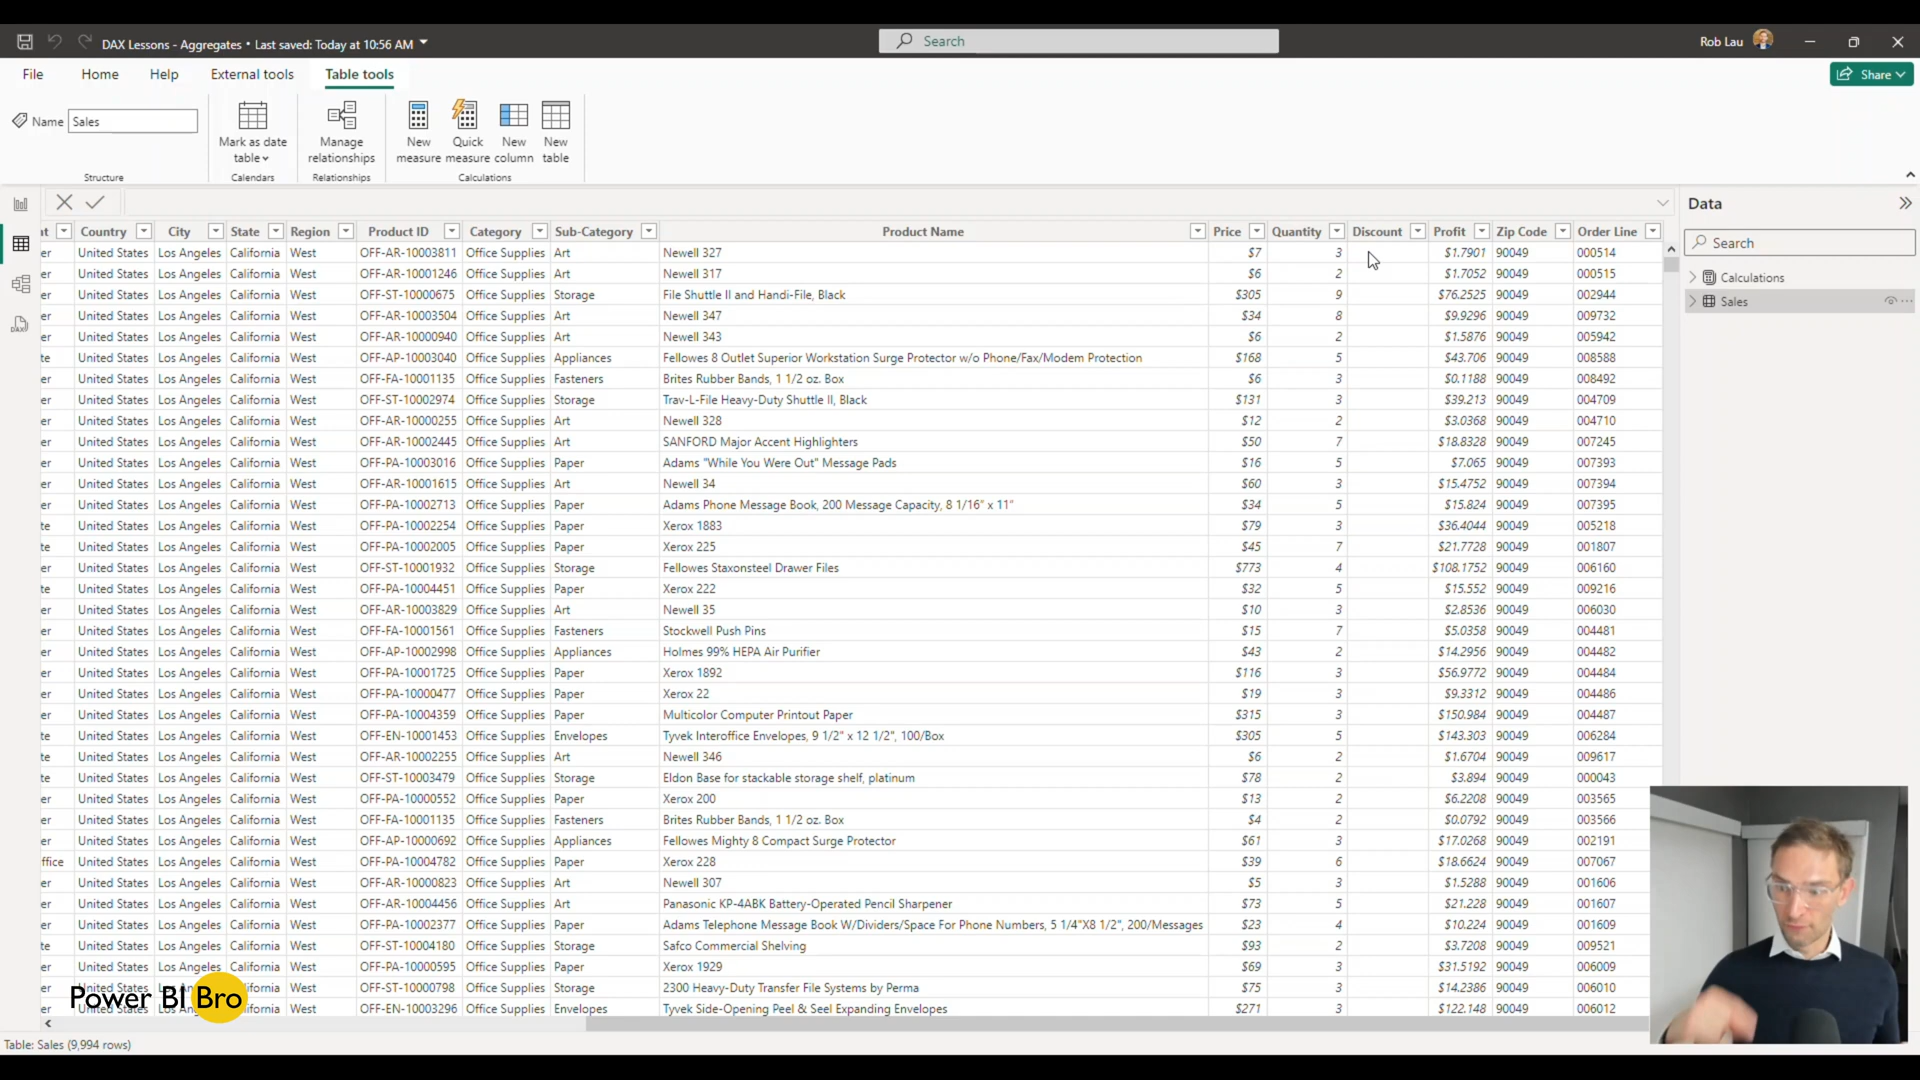 DAX Lessons - Aggregates • Last saved: Today at 10:56 AM
Search
Rob Lau
File Home Help External tools Table tools
Share
Name Sales
Mark as date table
Manage relationships
New measure
Quick measure
New column
New table
Structure Calendars Relationships Calculations
Data
Search
Calculations
Sales
t Country City State Region Product ID Category Sub-Category Product Name Price Quantity Discount Profit Zip Code Order Line
er United States Los Angeles California West OFF-AR-10003811 Office Supplies Art Newell 327 $7 3 $1.7901 90049 000514
er United States Los Angeles California West OFF-AR-10001246 Office Supplies Art Newell 317 $6 2 $1.7052 90049 000515
er United States Los Angeles California West OFF-ST-10000675 Office Supplies Storage File Shuttle II and Handi-File, Black $305 9 $76.2525 90049 002944
er United States Los Angeles California West OFF-AR-10003504 Office Supplies Art Newell 347 $34 8 $9.9296 90049 009732
er United States Los Angeles California West OFF-AR-10000940 Office Supplies Art Newell 343 $6 2 $1.5876 90049 005942
te United States Los Angeles California West OFF-AP-10003040 Office Supplies Appliances Fellowes 8 Outlet Superior Workstation Surge Protector w/o Phone/Fax/Modem Protection $168 5 $43.706 90049 008588
er United States Los Angeles California West OFF-FA-10001135 Office Supplies Fasteners Brites Rubber Bands, 1 1/2 oz. Box $6 3 $0.1188 90049 008492
er United States Los Angeles California West OFF-ST-10002974 Office Supplies Storage Trav-L-File Heavy-Duty Shuttle II, Black $131 3 $39.213 90049 004709
er United States Los Angeles California West OFF-AR-10000255 Office Supplies Art Newell 328 $12 2 $3.0368 90049 004710
er United States Los Angeles California West OFF-AR-10002445 Office Supplies Art SANFORD Major Accent Highlighters $50 7 $18.8328 90049 007245
er United States Los Angeles California West OFF-PA-10003016 Office Supplies Paper Adams "While You Were Out" Message Pads $16 5 $7.065 90049 007393
er United States Los Angeles California West OFF-AR-10001615 Office Supplies Art Newell 34 $60 3 $15.4752 90049 007394
er United States Los Angeles California West OFF-PA-10002713 Office Supplies Paper Adams Phone Message Book, 200 Message Capacity, 8 1/16" x 11" $34 5 $15.824 90049 007395
te United States Los Angeles California West OFF-PA-10002254 Office Supplies Paper Xerox 1883 $79 3 $36.4044 90049 005218
te United States Los Angeles California West OFF-PA-10002005 Office Supplies Paper Xerox 225 $45 7 $21.7728 90049 001807
er United States Los Angeles California West OFF-ST-10001932 Office Supplies Storage Fellowes Staxonsteel Drawer Files $773 4 $108.1752 90049 006160
te United States Los Angeles California West OFF-PA-10004451 Office Supplies Paper Xerox 222 $32 5 $15.552 90049 009216
er United States Los Angeles California West OFF-AR-10003829 Office Supplies Art Newell 35 $10 3 $2.8536 90049 006030
er United States Los Angeles California West OFF-FA-10001561 Office Supplies Fasteners Stockwell Push Pins $15 7 $5.0358 90049 004481
er United States Los Angeles California West OFF-AP-10002998 Office Supplies Appliances Holmes 99% HEPA Air Purifier $43 2 $14.2956 90049 004482
er United States Los Angeles California West OFF-PA-10001725 Office Supplies Paper Xerox 1892 $116 3 $56.9772 90049 004484
er United States Los Angeles California West OFF-PA-10000477 Office Supplies Paper Xerox 22 $19 3 $9.3312 90049 004486
er United States Los Angeles California West OFF-PA-10004359 Office Supplies Paper Multicolor Computer Printout Paper $315 3 $150.984 90049 004487
te United States Los Angeles California West OFF-EN-10001453 Office Supplies Envelopes Tyvek Interoffice Envelopes, 9 1/2" x 12 1/2", 100/Box $305 5 $143.303 90049 006284
te United States Los Angeles California West OFF-AR-10002255 Office Supplies Art Newell 346 $6 2 $1.6704 90049 009617
te United States Los Angeles California West OFF-ST-10003479 Office Supplies Storage Eldon Base for stackable storage shelf, platinum $78 2 $3.894 90049 000043
er United States Los Angeles California West OFF-PA-10000552 Office Supplies Paper Xerox 200 $13 2 $6.2208 90049 003565
er United States Los Angeles California West OFF-FA-10001135 Office Supplies Fasteners Brites Rubber Bands, 1 1/2 oz. Box $4 2 $0.0792 90049 003566
er United States Los Angeles California West OFF-AP-10000692 Office Supplies Appliances Fellowes Mighty 8 Compact Surge Protector $61 3 $17.0268 90049 002191
ffice United States Los Angeles California West OFF-PA-10004782 Office Supplies Paper Xerox 228 $39 6 $18.6624 90049 007067
er United States Los Angeles California West OFF-AR-10000823 Office Supplies Art Newell 307 $5 3 $1.5288 90049 001606
er United States Los Angeles California West OFF-AR-10004456 Office Supplies Art Panasonic KP-4ABK Battery-Operated Pencil Sharpener $73 5 $21.228 90049 001607
er United States Los Angeles California West OFF-PA-10002377 Office Supplies Paper Adams Telephone Message Book W/Dividers/Space For Phone Numbers, 5 1/4"X8 1/2", 200/Messages $23 4 $10.224 90049 001609
te United States Los Angeles California West OFF-ST-10004180 Office Supplies Storage Safco Commercial Shelving $93 2 $3.7208 90049 009521
er United States Los Angeles California West OFF-PA-10000595 Office Supplies Paper Xerox 1929 $69 3 $31.5192 90049 006009
er United States Los An California West OFF-ST-10000798 Office Supplies Storage 2300 Heavy-Duty Transfer File Systems by Perma $75 3 $14.2386 90049 006010
er United States Los An California West OFF-EN-10003296 Office Supplies Envelopes Tyvek Side-Opening Peel & Seel Expanding Envelopes $271 3 $122.148 90049 006012
Power BI Bro
Table: Sales (9,994 rows)